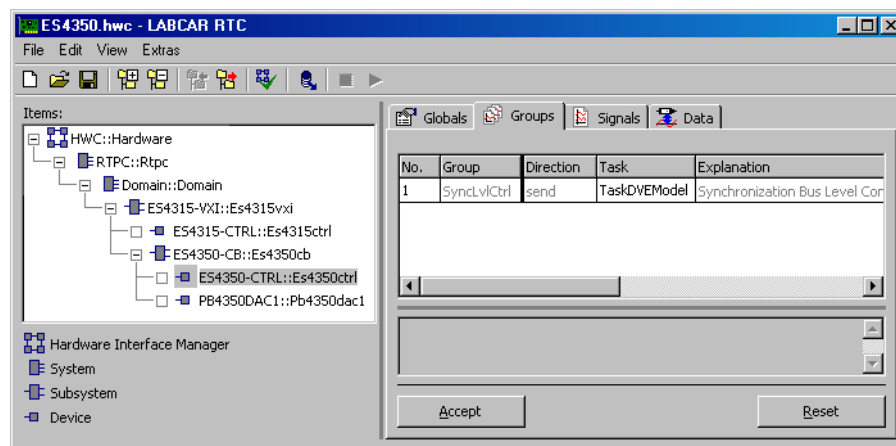 ES4350.hwc - LABCAR RTC
File Edit View Extras
Items:
HWC::Hardware
RTPC::Rtpc
Domain::Domain
ES4315-VXI::Es4315vxi
ES4315-CTRL::Es4315ctrl
ES4350-CB::Es4350cb
ES4350-CTRL::Es4350ctrl
PB4350DAC1::Pb4350dac1
Hardware Interface Manager
System
Subsystem
Device
Globals Groups Signals Data
No. Group Direction Task Explanation
1 SyncLvlCtrl send TaskDVEModel Synchronization Bus Level Con
Accept Reset